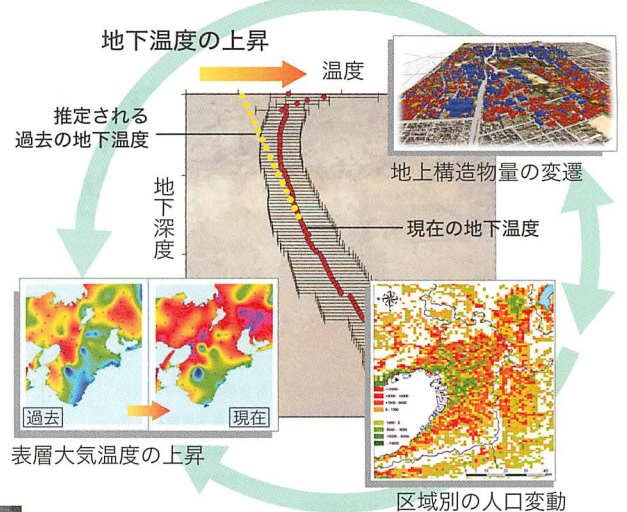 地下温度の上昇
温度
推定される
過去の地下温度
地上構造物量の変遷
地下深度
現在の地下温度
過去
現在
表層大気温度の上昇
区域別の人口変動